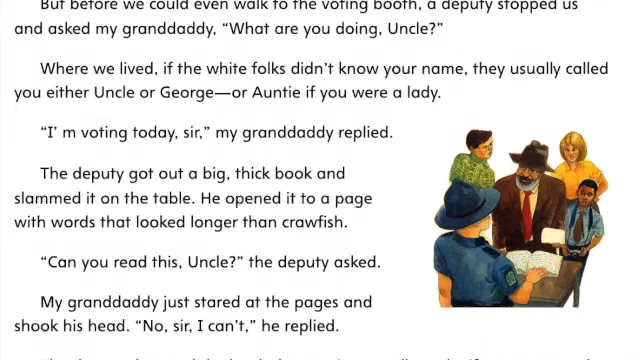 But before we could even walk to the voting booth, a deputy stopped us
and asked my granddaddy, “What are you doing, Uncle?”
Where we lived, if the white folks didn’t know your name, they usually called
you either Uncle or George—or Auntie if you were a lady.
“I’ m voting today, sir,” my granddaddy replied.
The deputy got out a big, thick book and
slammed it on the table. He opened it to a page
with words that looked longer than crawfish.
“Can you read this, Uncle?” the deputy asked.
My granddaddy just stared at the pages and
shook his head. “No, sir, I can’t,” he replied.